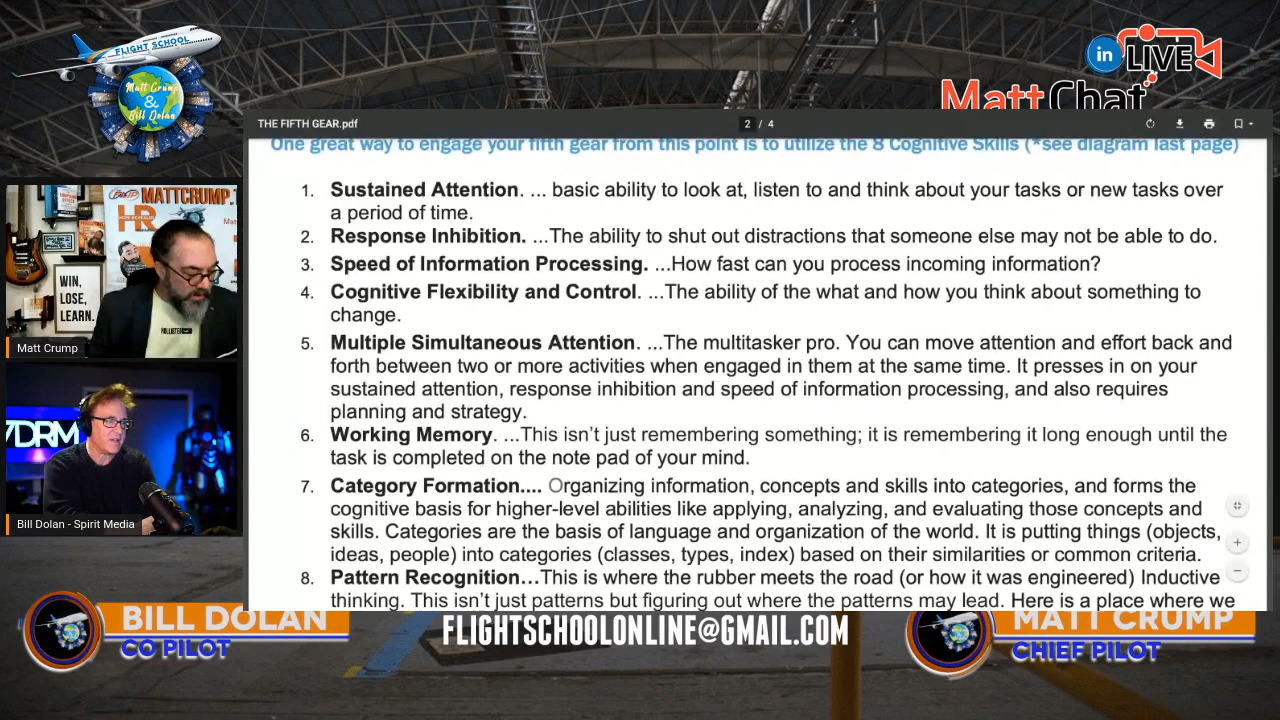 FLIGHT SCHOOL
Matt Crump
&
Bill Dolan
in LIVE
MattChat
THE FIFTH GEAR.pdf
2 / 4
One great way to engage your fifth gear from this point is to utilize the 8 Cognitive Skills (*see diagram last page)
1. Sustained Attention. ... basic ability to look at, listen to and think about your tasks or new tasks over
a period of time.
2. Response Inhibition. ...The ability to shut out distractions that someone else may not be able to do.
3. Speed of Information Processing. ...How fast can you process incoming information?
4. Cognitive Flexibility and Control. ...The ability of the what and how you think about something to
change.
5. Multiple Simultaneous Attention. ...The multitasker pro. You can move attention and effort back and
forth between two or more activities when engaged in them at the same time. It presses in on your
sustained attention, response inhibition and speed of information processing, and also requires
planning and strategy.
6. Working Memory. ...This isn’t just remembering something; it is remembering it long enough until the
task is completed on the note pad of your mind.
7. Category Formation.... Organizing information, concepts and skills into categories, and forms the
cognitive basis for higher-level abilities like applying, analyzing, and evaluating those concepts and
skills. Categories are the basis of language and organization of the world. It is putting things (objects,
ideas, people) into categories (classes, types, index) based on their similarities or common criteria.
8. Pattern Recognition…This is where the rubber meets the road (or how it was engineered) Inductive
thinking. This isn’t just patterns but figuring out where the patterns may lead. Here is a place where we
MATTCRUMP.
HR
WIN,
LOSE,
LEARN.
HOLLISTER
Matt Crump
7DRM
Bill Dolan - Spirit Media
BILL DOLAN
CO PILOT
FLIGHTSCHOOLONLINE@GMAIL.COM
MATT CRUMP
CHIEF PILOT